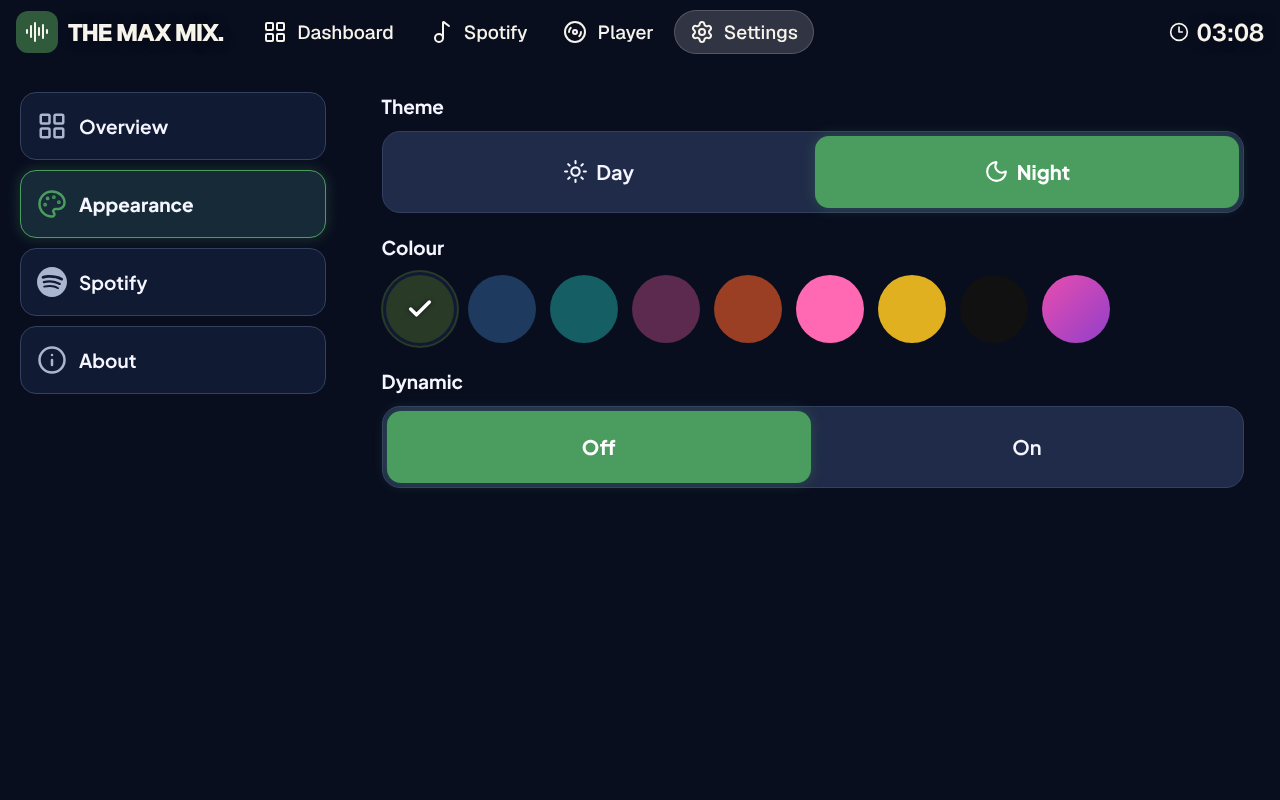 THE MAX MIX.
Dashboard
Spotify
Player
Settings
03:08
Overview
Appearance
Spotify
About
Theme
Day
Night
Colour
Dynamic
Off
On